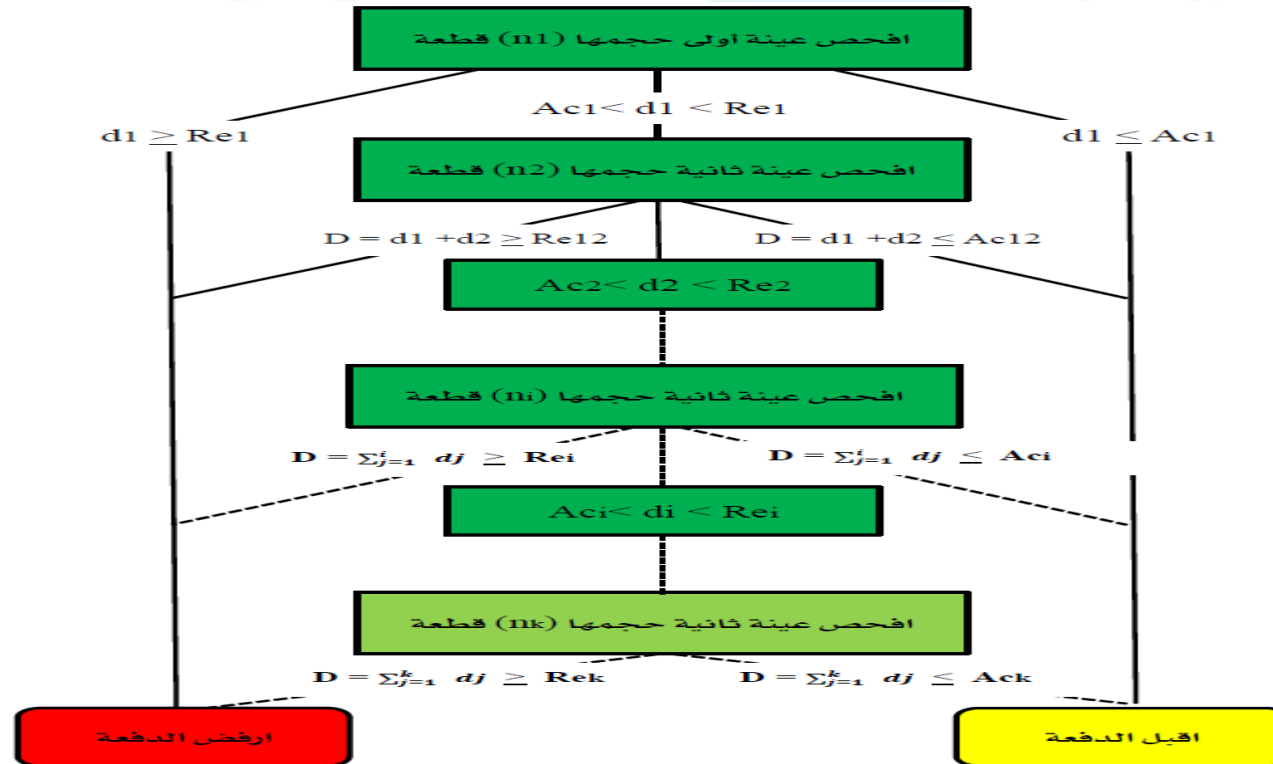 افحص عينة أولى حجمها (n1) قطعة
Ac1< d1 < Re1
d1 ≥ Re1
d1 ≤ Ac1
افحص عينة ثانية حجمها (n2) قطعة
D = d1 +d2 ≥ Re12
D = d1 +d2 ≤ Ac12
Ac2< d2 < Re2
افحص عينة ثانية حجمها (ni) قطعة
D = ∑ⁱⱼ₌₁ dj ≥ Rei
D = ∑ⁱⱼ₌₁ dj ≤ Aci
Aci< di < Rei
افحص عينة ثانية حجمها (nk) قطعة
D = ∑ᵏⱼ₌₁ dj ≥ Rek
D = ∑ᵏⱼ₌₁ dj ≤ Ack
ارفض الدفعة
اقبل الدفعة